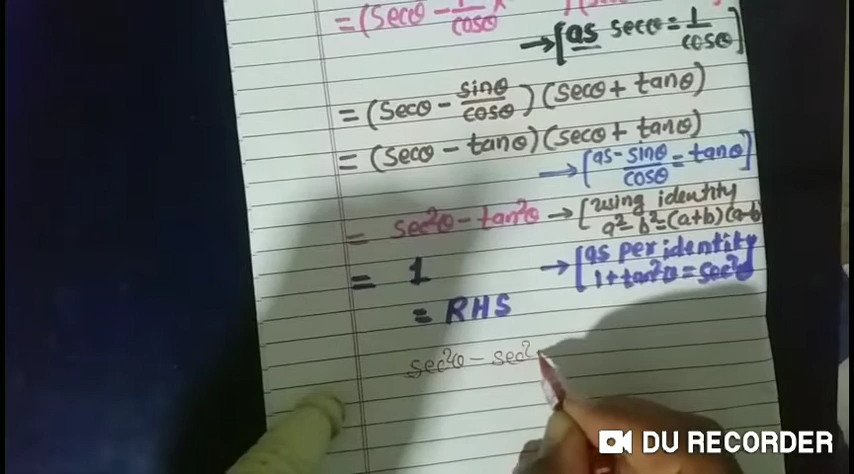 = (secθ - 1/cosθ
→ [as secθ = 1/cosθ]
= (secθ - sinθ/cosθ) (secθ + tanθ)
= (secθ - tanθ) (secθ + tanθ)
→ [as - sinθ/cosθ = tanθ]
= sec²θ - tan²θ → [using identity
a² - b² = (a+b) (a-b
= 1 → [as per identity
1 + tan²θ = sec²θ
= RHS
sec²θ - sec²
DU RECORDER